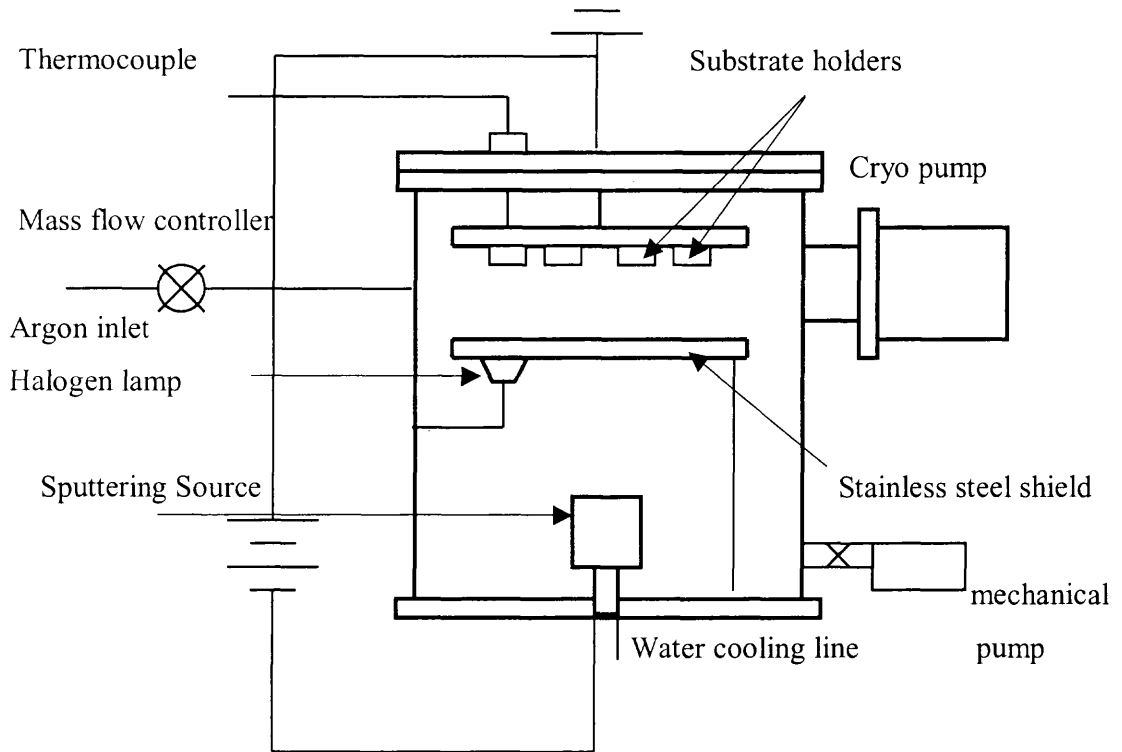 Thermocouple
Substrate holders
Cryo pump
Mass flow controller
Argon inlet
Halogen lamp
Sputtering Source
Stainless steel shield
mechanical
pump
Water cooling line